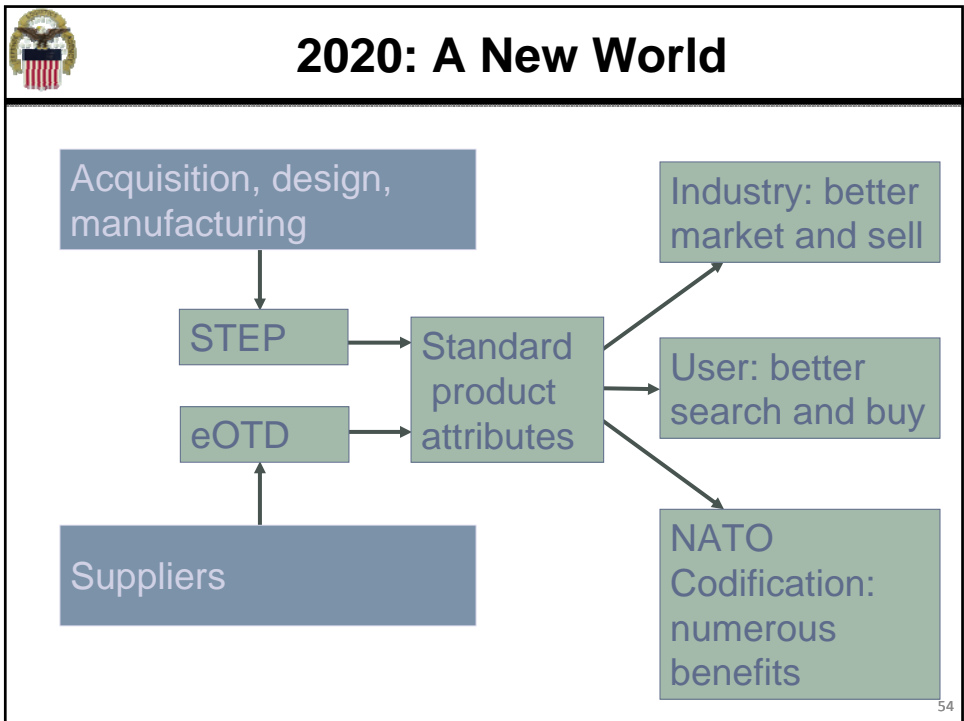 2020: A New World
Acquisition, design,
manufacturing
STEP
eOTD
Suppliers
Standard
product
attributes
Industry: better
market and sell
User: better
search and buy
NATO
Codification:
numerous
benefits
54